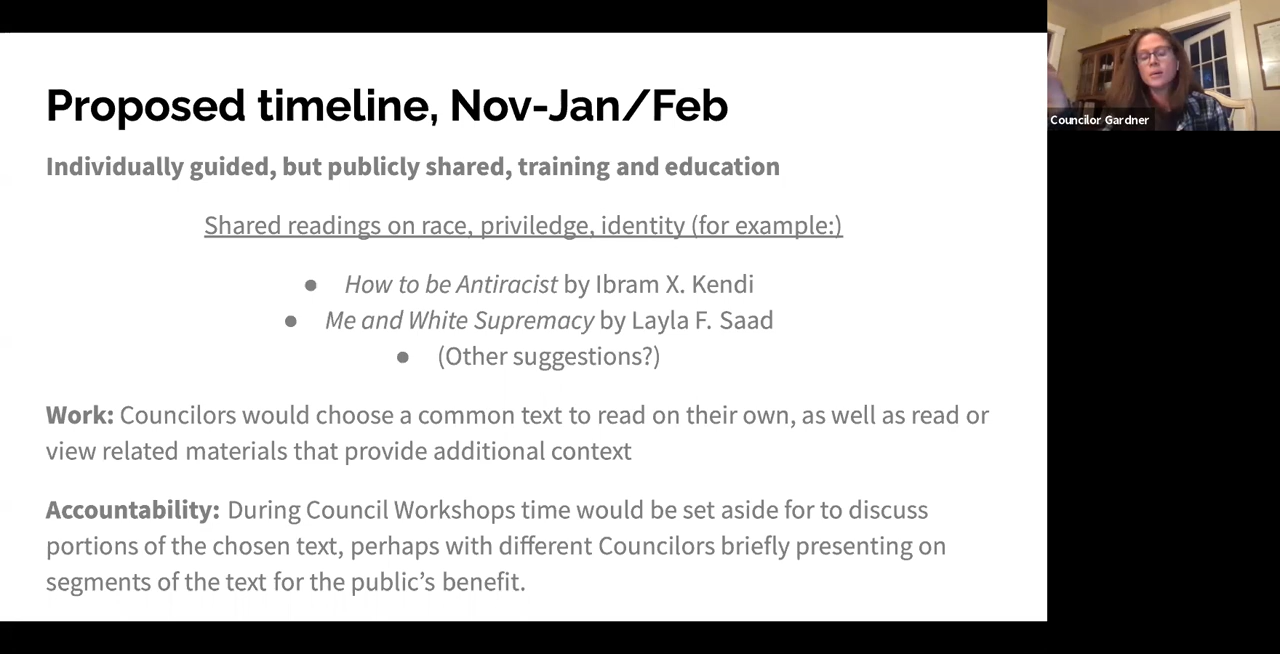 Proposed timeline, Nov-Jan/Feb
Individually guided, but publicly shared, training and education
Shared readings on race, priviledge, identity (for example:)
● How to be Antiracist by Ibram X. Kendi
● Me and White Supremacy by Layla F. Saad
● (Other suggestions?)
Work: Councilors would choose a common text to read on their own, as well as read or
view related materials that provide additional context
Accountability: During Council Workshops time would be set aside for to discuss
portions of the chosen text, perhaps with different Councilors briefly presenting on
segments of the text for the public’s benefit.
Councilor Gardner